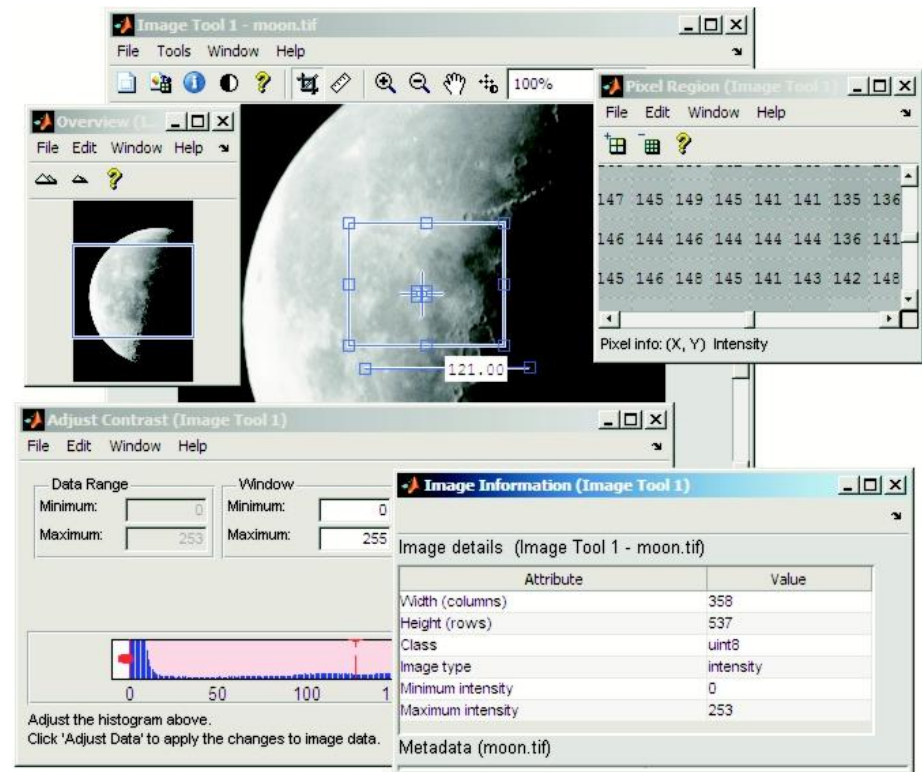 Image Tool 1 - moon.tif
File Tools Window Help
100%
Overview (I...
File Edit Window Help
Pixel Region (Image Tool 1)
File Edit Window Help
147 145 149 145 141 141 135 136
146 144 146 144 144 144 136 141
145 146 148 145 141 143 142 148
Pixel info: (X, Y) Intensity
121.00
Adjust Contrast (Image Tool 1)
File Edit Window Help
Data Range
Minimum: 0
Maximum: 253
Window
Minimum: 0
Maximum: 255
0 50 100 1
Adjust the histogram above.
Click 'Adjust Data' to apply the changes to image data.
Image Information (Image Tool 1)
Image details (Image Tool 1 - moon.tif)
Attribute Value
Width (columns) 358
Height (rows) 537
Class uint8
Image type intensity
Minimum intensity 0
Maximum intensity 253
Metadata (moon.tif)